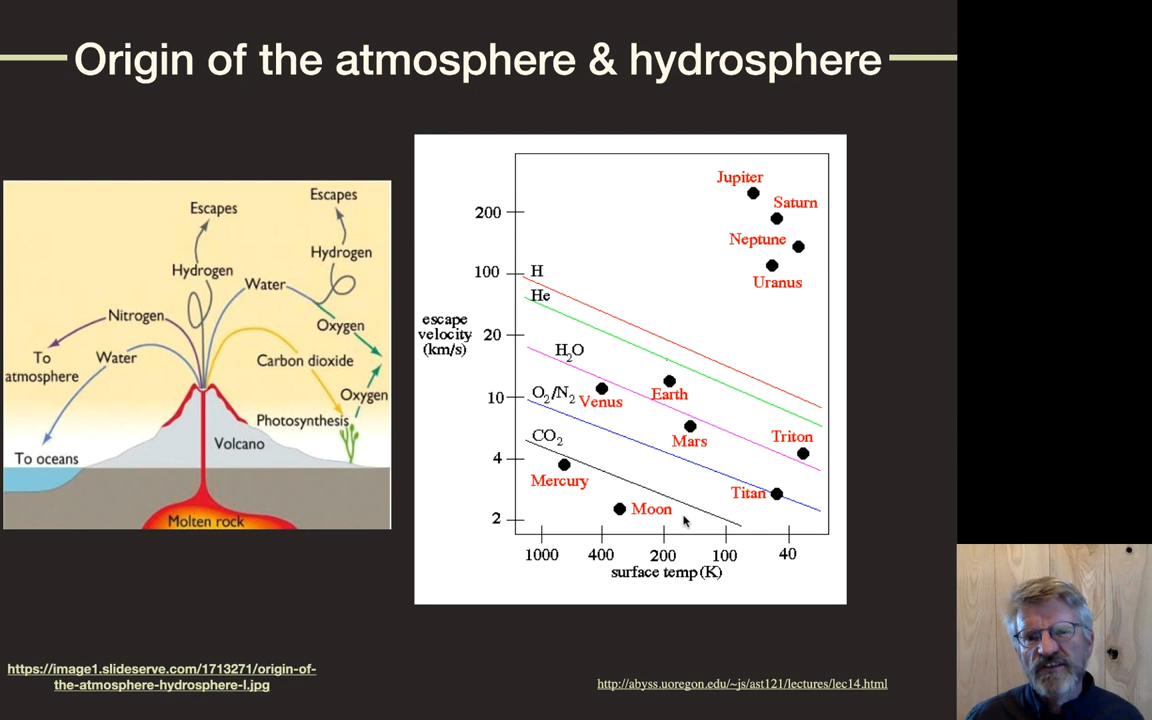 Origin of the atmosphere & hydrosphere
Escapes
Escapes
Hydrogen
Hydrogen
Water
Nitrogen
Oxygen
To
atmosphere
Water
Carbon dioxide
Oxygen
Photosynthesis
Volcano
To oceans
Molten rock
Jupiter
Saturn
200
Neptune
100
H
Uranus
He
escape
velocity
(km/s)
20
H2O
10
O2/N2
Venus
Earth
CO2
Mars
Triton
4
Mercury
Titan
Moon
2
1000 400 200 100 40
surface temp (K)
https://image1.slideserve.com/1713271/origin-of-
the-atmosphere-hydrosphere-l.jpg
http://abyss.uoregon.edu/~js/ast121/lectures/lec14.html